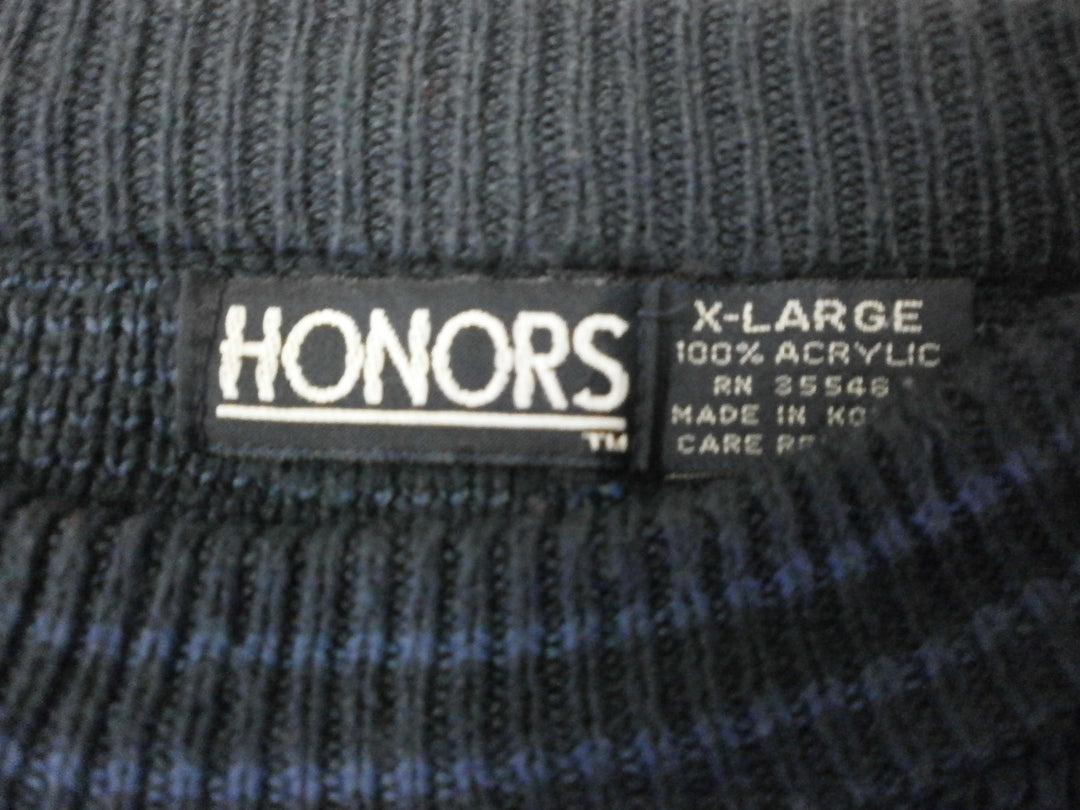 HONORS
TM
X-LARGE
100% ACRYLIC
RN 35546
MADE IN
CARE